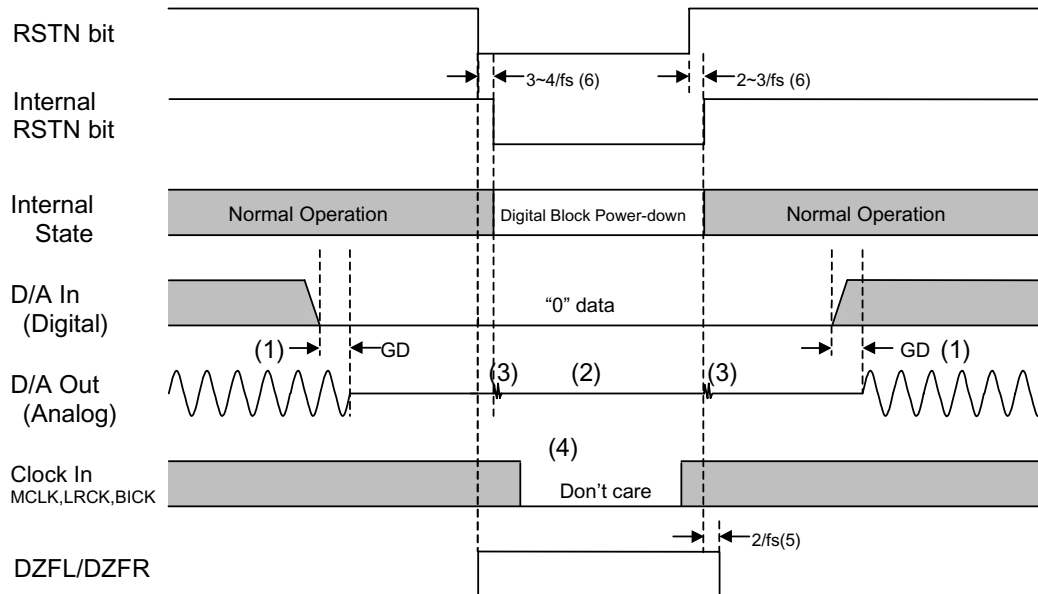 RSTN bit
3~4/fs (6)
2~3/fs (6)
Internal
RSTN bit
Internal
State
Normal Operation
Digital Block Power-down
Normal Operation
D/A In
(Digital)
“0” data
(1)
GD
GD
(1)
D/A Out
(Analog)
(3)
(2)
(3)
(4)
Clock In
MCLK,LRCK,BICK
Don’t care
2/fs(5)
DZFL/DZFR